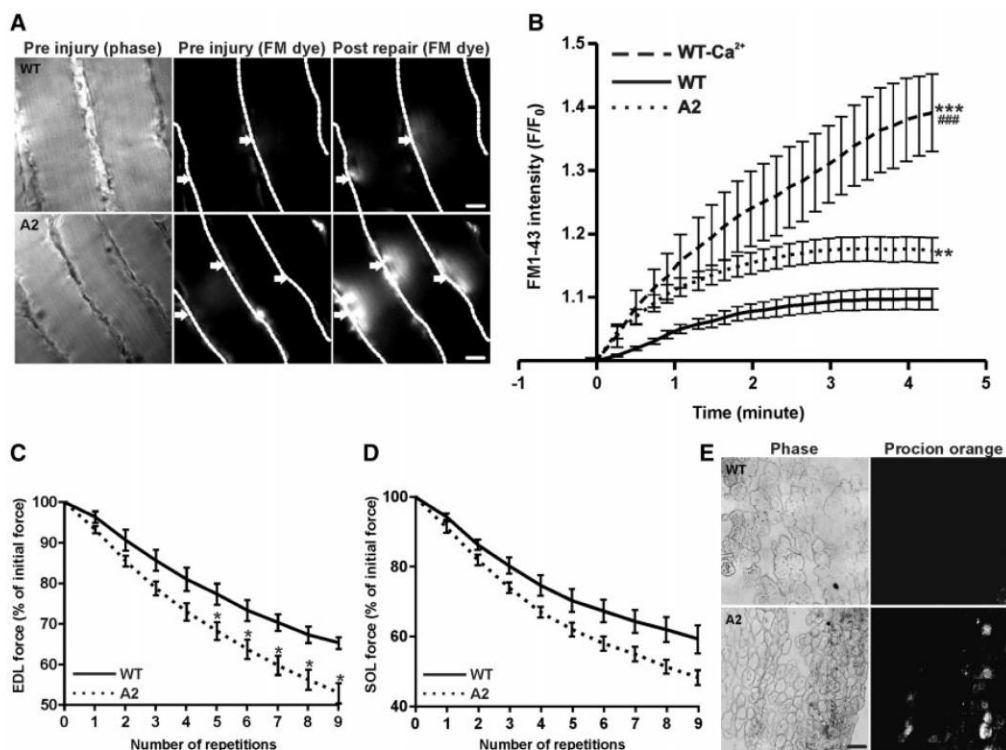 A
Pre injury (phase) Pre injury (FM dye) Post repair (FM dye)
WT
A2
B
1.5
1.4
1.3
1.2
1.1
-1 0 1 2 3 4 5
FM1-43 intensity (F/F₀)
Time (minute)
WT-Ca²⁺
WT
A2
***
###
**
C
100
90
80
70
60
50
0 1 2 3 4 5 6 7 8 9
EDL force (% of initial force)
Number of repetitions
WT
A2
* * * * *
D
100
80
60
40
0 1 2 3 4 5 6 7 8 9
SOL force (% of initial force)
Number of repetitions
WT
A2
E
Phase Procion orange
WT
A2